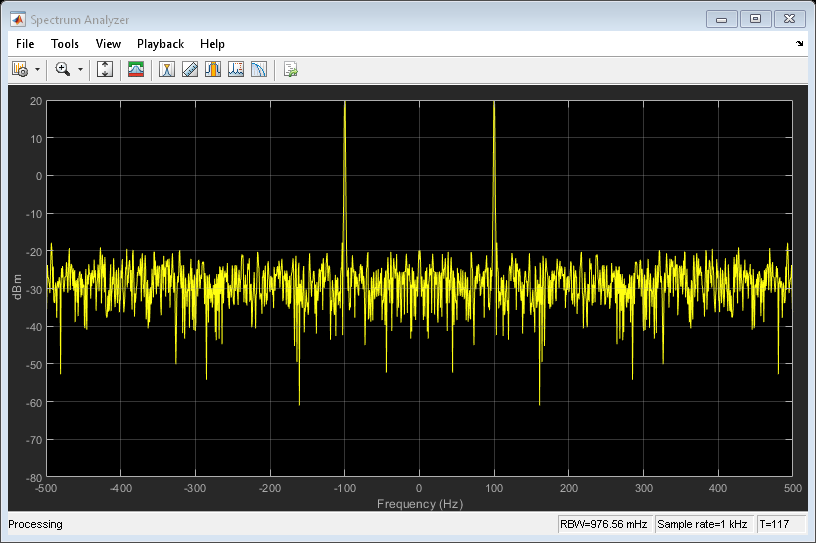 Spectrum Analyzer
File Tools View Playback Help
20
10
0
-10
-20
-30
-40
-50
-60
-70
-80
dBm
-500 -400 -300 -200 -100 0 100 200 300 400 500
Frequency (Hz)
Processing RBW=976.56 mHz Sample rate=1 kHz T=117